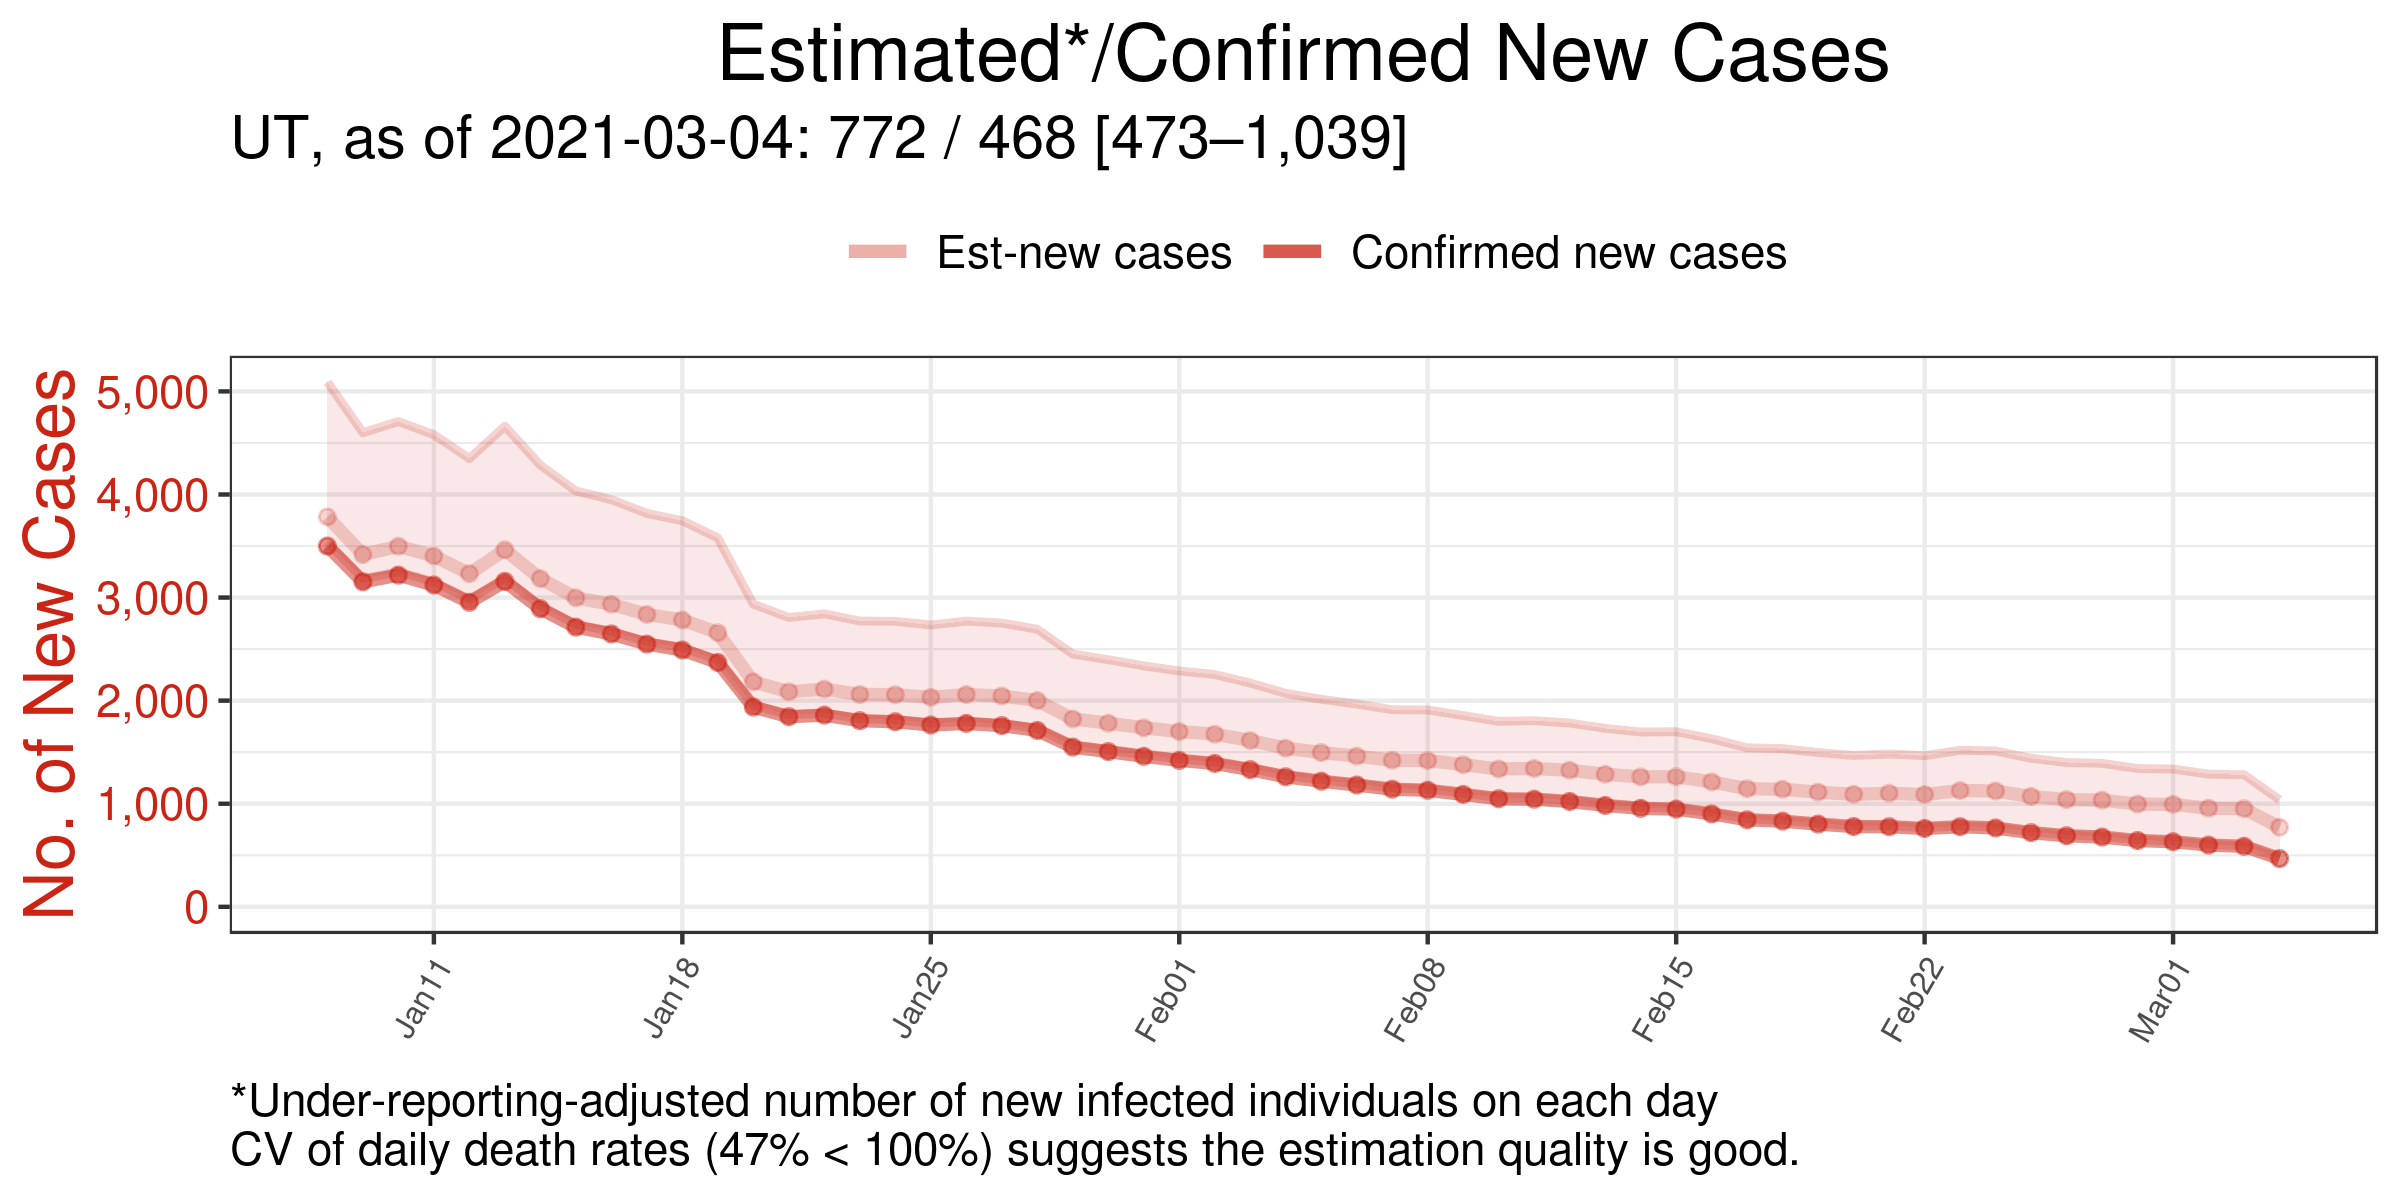 Estimated*/Confirmed New Cases
UT, as of 2021-03-04: 772 / 468 [473–1,039]
Est-new cases Confirmed new cases
No. of New Cases
5,000
4,000
3,000
2,000
1,000
0
Jan11 Jan18 Jan25 Feb01 Feb08 Feb15 Feb22 Mar01
*Under-reporting-adjusted number of new infected individuals on each day
CV of daily death rates (47% < 100%) suggests the estimation quality is good.